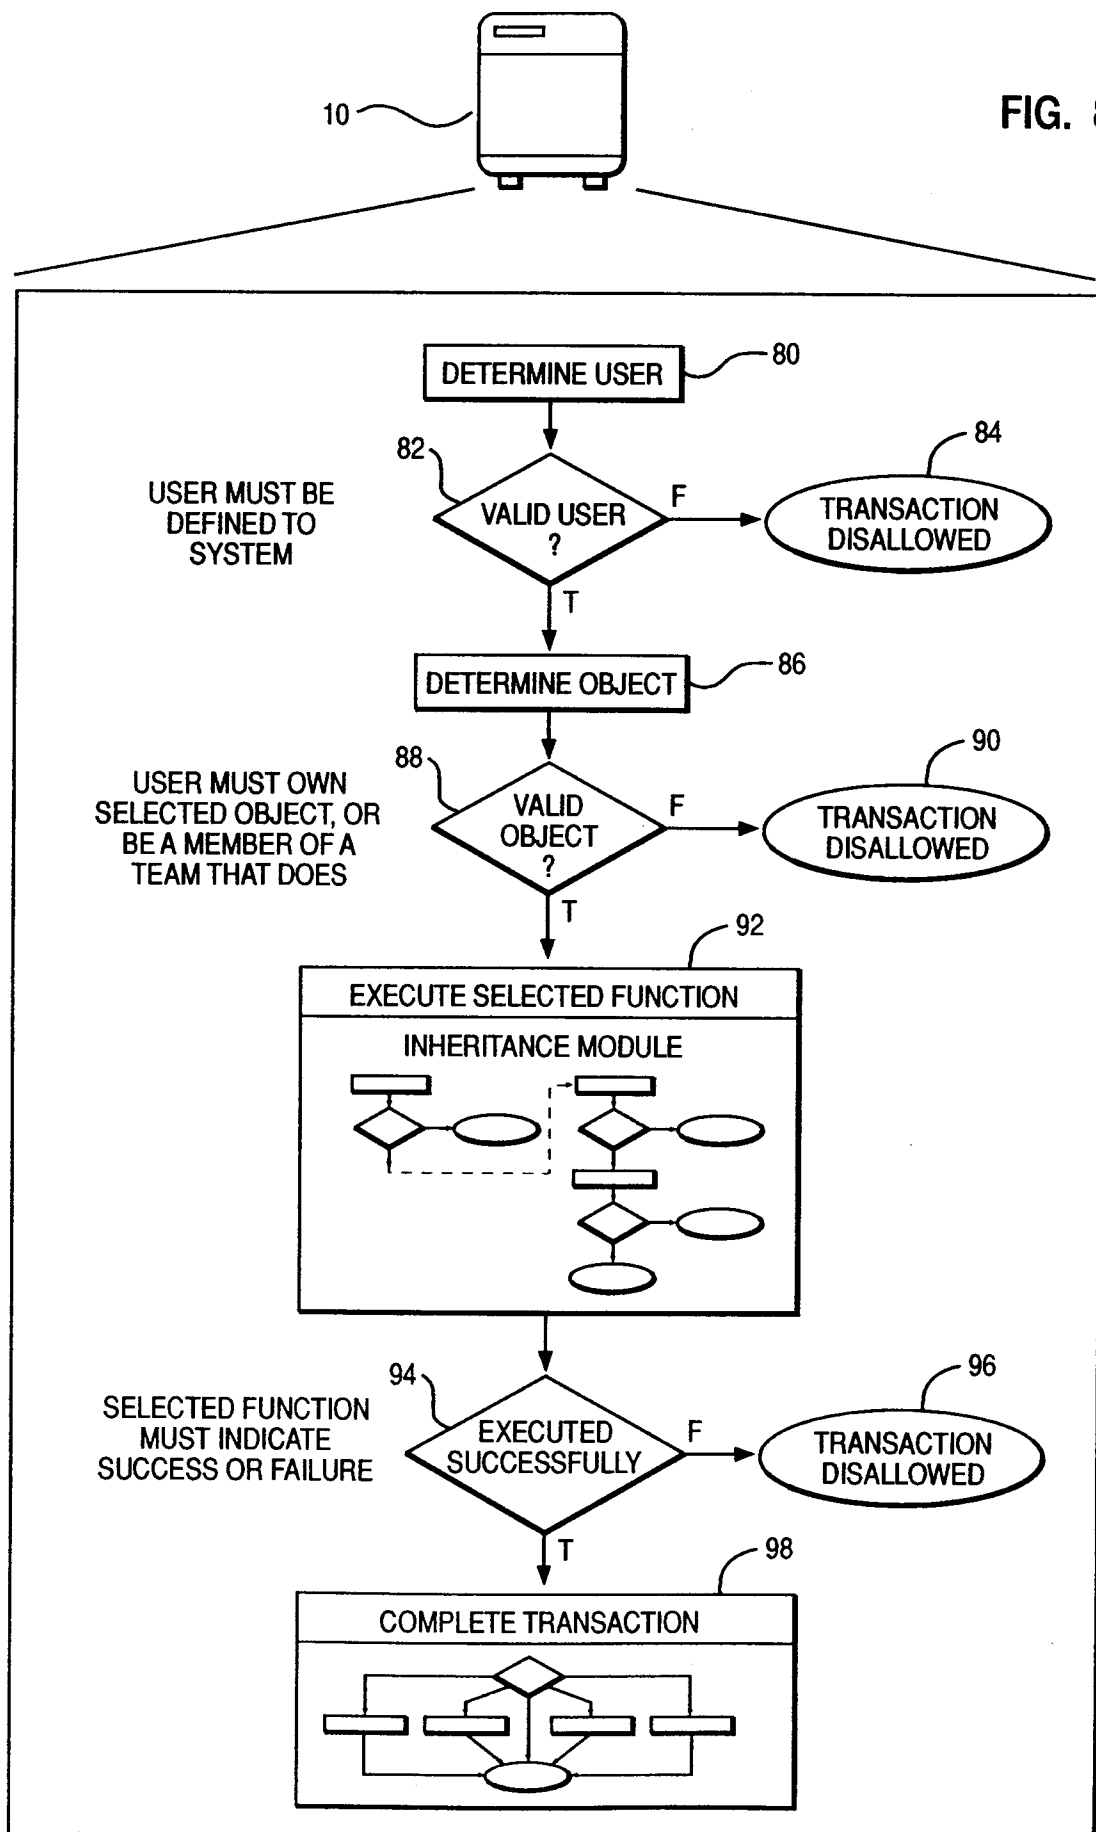 10
FIG. 8
DETERMINE USER
80
82
USER MUST BE
DEFINED TO
SYSTEM
VALID USER
?
F
84
TRANSACTION
DISALLOWED
T
DETERMINE OBJECT
86
88
USER MUST OWN
SELECTED OBJECT, OR
BE A MEMBER OF A
TEAM THAT DOES
VALID
OBJECT
?
F
90
TRANSACTION
DISALLOWED
T
92
EXECUTE SELECTED FUNCTION
INHERITANCE MODULE
94
SELECTED FUNCTION
MUST INDICATE
SUCCESS OR FAILURE
EXECUTED
SUCCESSFULLY
F
96
TRANSACTION
DISALLOWED
T
98
COMPLETE TRANSACTION